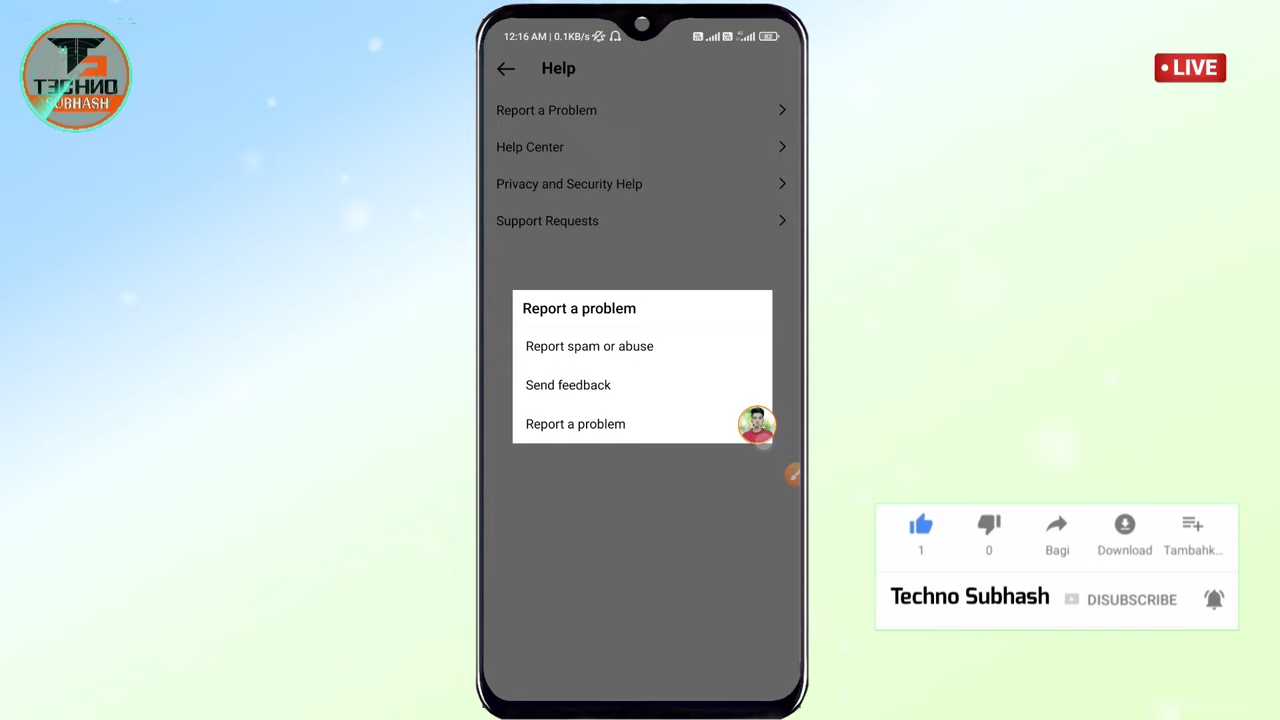 TECHNO
SUBHASH
12:16 AM | 0.1KB/s
82
Help
Report a Problem
Help Center
Privacy and Security Help
Support Requests
Report a problem
Report spam or abuse
Send feedback
Report a problem
• LIVE
1
0
Bagi
Download
Tambahk...
Techno Subhash
DISUBSCRIBE